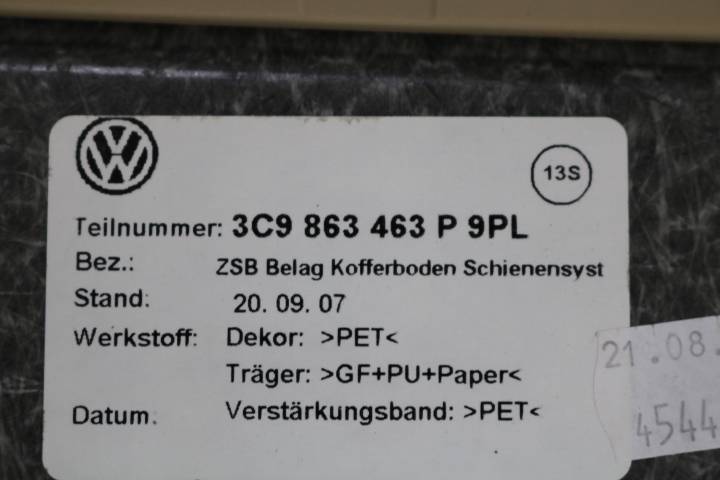 13S
Teilnummer: 3C9 863 463 P 9PL
Bez.: ZSB Belag Kofferboden Schienensyst
Stand: 20. 09. 07
Werkstoff: Dekor: >PET<
Träger: >GF+PU+Paper<
Datum. Verstärkungsband: >PET<
21.08.
4544